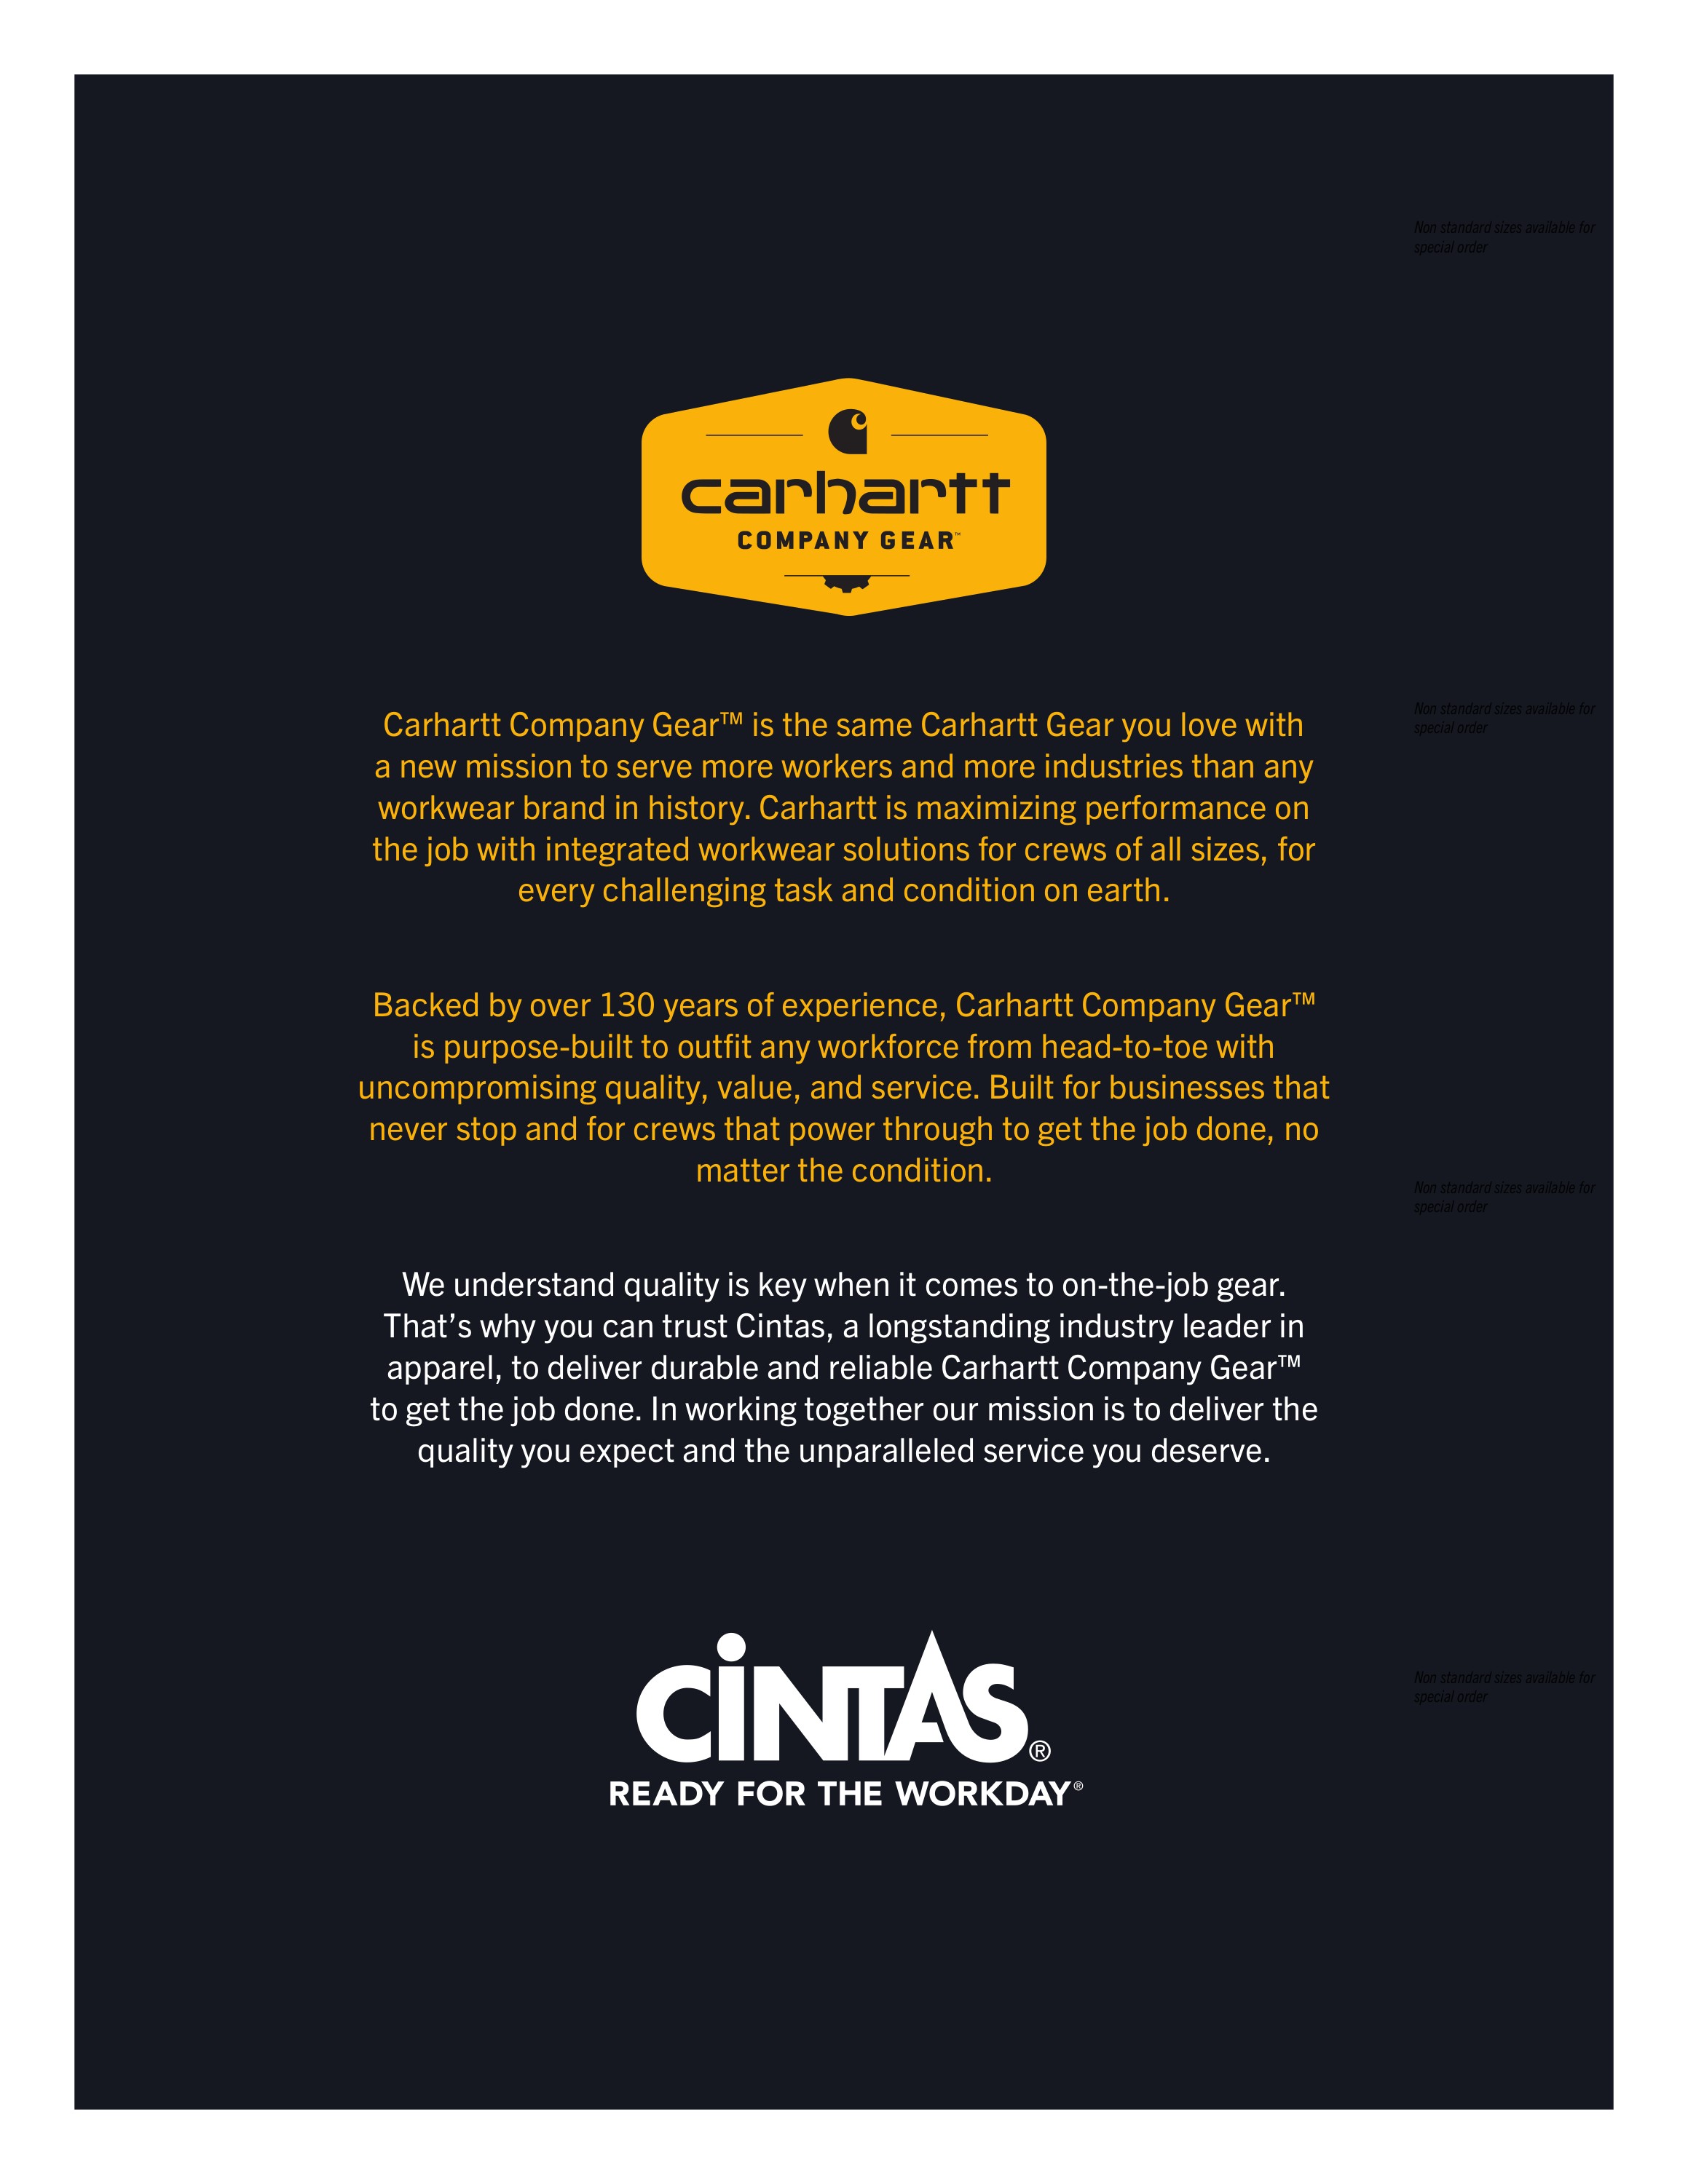 Non standard sizes available for
special order
carhartt
COMPANY GEAR™
Carhartt Company Gear™ is the same Carhartt Gear you love with
a new mission to serve more workers and more industries than any
workwear brand in history. Carhartt is maximizing performance on
the job with integrated workwear solutions for crews of all sizes, for
every challenging task and condition on earth.
Non standard sizes available for
special order
Backed by over 130 years of experience, Carhartt Company Gear™
is purpose-built to outfit any workforce from head-to-toe with
uncompromising quality, value, and service. Built for businesses that
never stop and for crews that power through to get the job done, no
matter the condition.
Non standard sizes available for
special order
We understand quality is key when it comes to on-the-job gear.
That’s why you can trust Cintas, a longstanding industry leader in
apparel, to deliver durable and reliable Carhartt Company Gear™
to get the job done. In working together our mission is to deliver the
quality you expect and the unparalleled service you deserve.
Non standard sizes available for
special order
CiNTAS®
READY FOR THE WORKDAY®